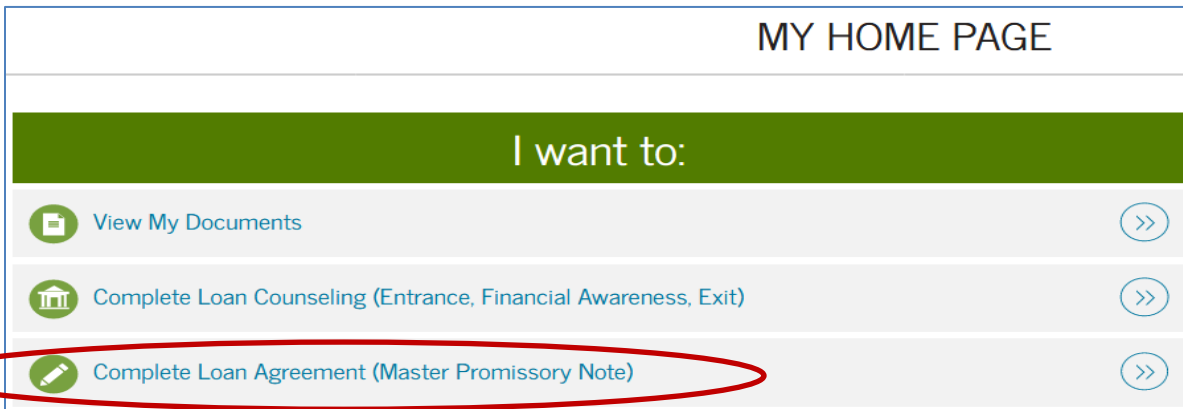 MY HOME PAGE
I want to:
View My Documents
Complete Loan Counseling (Entrance, Financial Awareness, Exit)
Complete Loan Agreement (Master Promissory Note)